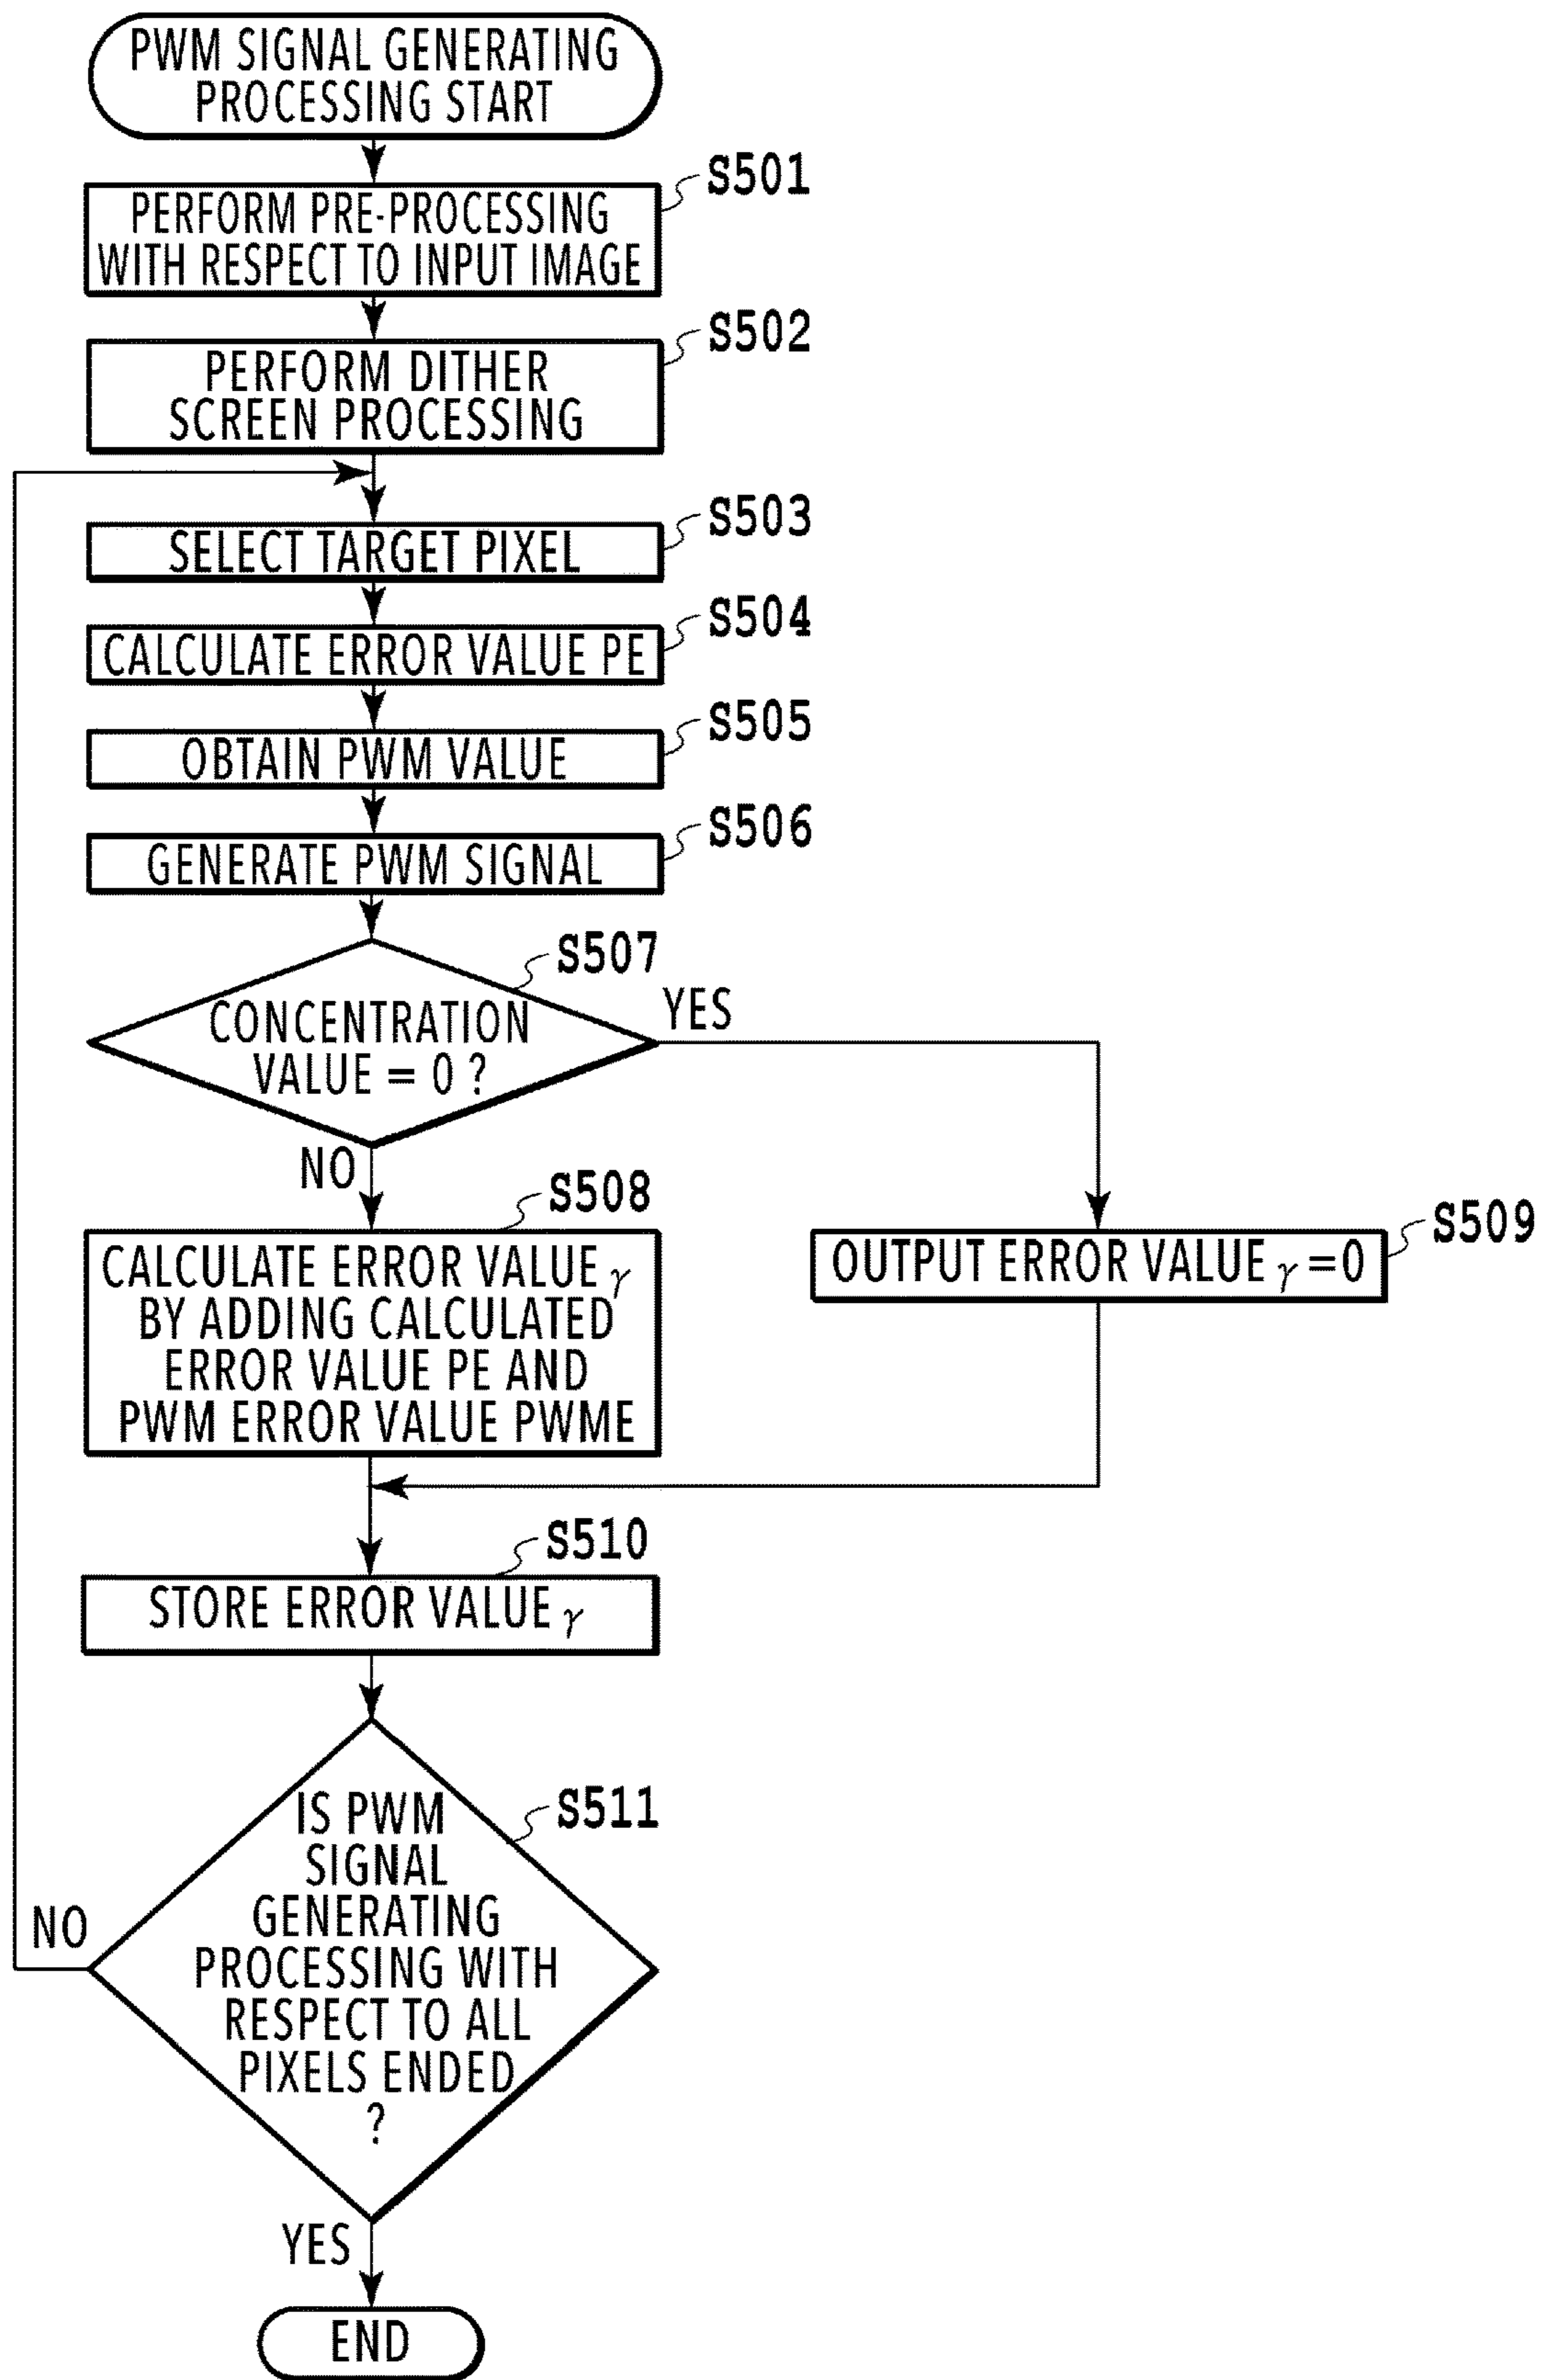 PWM SIGNAL GENERATING
PROCESSING START
S501
PERFORM PRE-PROCESSING
WITH RESPECT TO INPUT IMAGE
S502
PERFORM DITHER
SCREEN PROCESSING
S503
SELECT TARGET PIXEL
S504
CALCULATE ERROR VALUE PE
S505
OBTAIN PWM VALUE
S506
GENERATE PWM SIGNAL
S507
CONCENTRATION
VALUE = 0 ?
YES
NO
S508
CALCULATE ERROR VALUE γ
BY ADDING CALCULATED
ERROR VALUE PE AND
PWM ERROR VALUE PWME
S509
OUTPUT ERROR VALUE γ =0
S510
STORE ERROR VALUE γ
S511
IS PWM
SIGNAL
GENERATING
PROCESSING WITH
RESPECT TO ALL
PIXELS ENDED
?
NO
YES
END